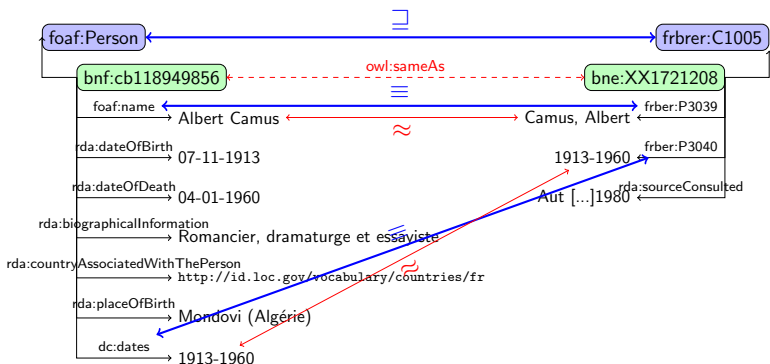 ⊒
foaf:Person frbrer:C1005
owl:sameAs
bnf:cb118949856 bne:XX1721208
≡
foaf:name frber:P3039
Albert Camus Camus, Albert
≈
rda:dateOfBirth frber:P3040
07-11-1913 1913-1960
rda:dateOfDeath rda:sourceConsulted
04-01-1960 Aut [...]1980
rda:biographicalInformation
Romancier, dramaturge et essayiste
≡
rda:countryAssociatedWithThePerson
≈
http://id.loc.gov/vocabulary/countries/fr
rda:placeOfBirth
Mondovi (Algérie)
dc:dates
1913-1960